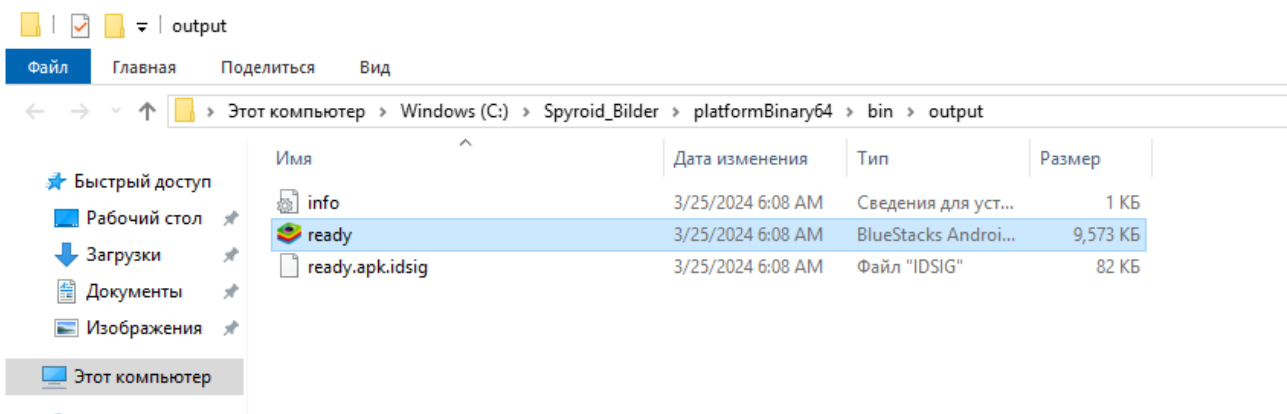 output
Файл Главная Поделиться Вид
Этот компьютер > Windows (C:) > Spyroid_Bilder > platformBinary64 > bin > output
Имя Дата изменения Тип Размер
Быстрый доступ
Рабочий стол
Загрузки
Документы
Изображения
Этот компьютер
info 3/25/2024 6:08 AM Сведения для уст... 1 КБ
ready 3/25/2024 6:08 AM BlueStacks Androi... 9,573 КБ
ready.apk.idsig 3/25/2024 6:08 AM Файл "IDSIG" 82 КБ